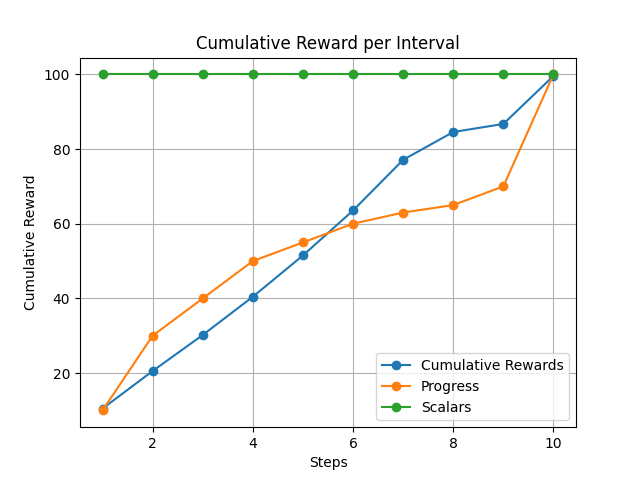 Cumulative Reward per Interval
100
80
60
40
20
Cumulative Reward
2
4
6
8
10
Steps
Cumulative Rewards
Progress
Scalars